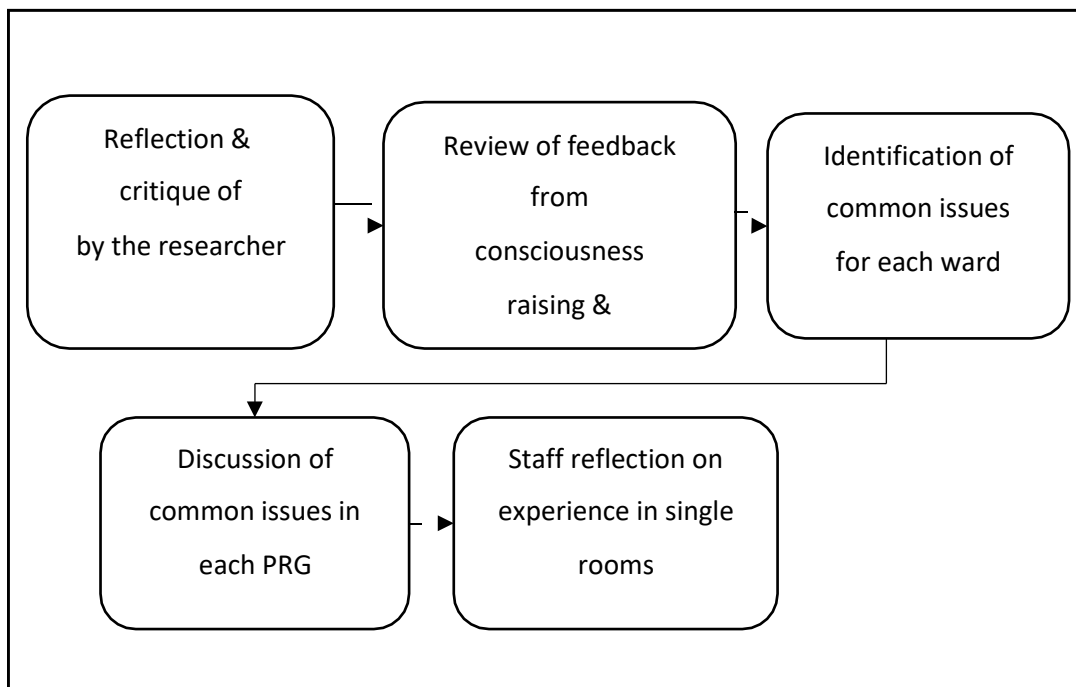 Reflection &
critique of
by the researcher
Review of feedback
from
consciousness
raising &
Identification of
common issues
for each ward
Discussion of
common issues in
each PRG
Staff reflection on
experience in single
rooms